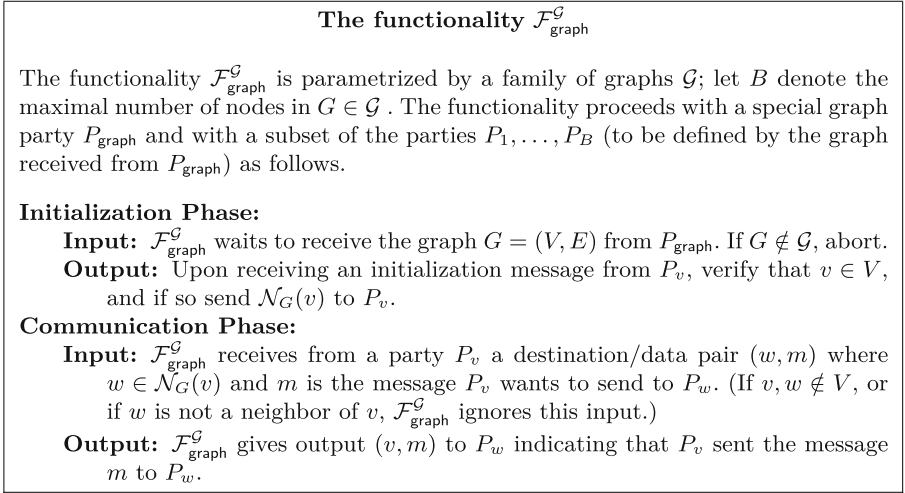 The functionality $\mathcal{F}^{\mathcal{G}}_{\mathsf{graph}}$
The functionality $\mathcal{F}^{\mathcal{G}}_{\mathsf{graph}}$ is parametrized by a family of graphs $\mathcal{G}$; let $B$ denote the
maximal number of nodes in $G \in \mathcal{G}$ . The functionality proceeds with a special graph
party $P_{\mathsf{graph}}$ and with a subset of the parties $P_1, \ldots, P_B$ (to be defined by the graph
received from $P_{\mathsf{graph}}$) as follows.
Initialization Phase:
Input: $\mathcal{F}^{\mathcal{G}}_{\mathsf{graph}}$ waits to receive the graph $G = (V, E)$ from $P_{\mathsf{graph}}$. If $G \notin \mathcal{G}$, abort.
Output: Upon receiving an initialization message from $P_v$, verify that $v \in V$,
and if so send $\mathcal{N}_G(v)$ to $P_v$.
Communication Phase:
Input: $\mathcal{F}^{\mathcal{G}}_{\mathsf{graph}}$ receives from a party $P_v$ a destination/data pair $(w, m)$ where
$w \in \mathcal{N}_G(v)$ and $m$ is the message $P_v$ wants to send to $P_w$. (If $v, w \notin V$, or
if $w$ is not a neighbor of $v$, $\mathcal{F}^{\mathcal{G}}_{\mathsf{graph}}$ ignores this input.)
Output: $\mathcal{F}^{\mathcal{G}}_{\mathsf{graph}}$ gives output $(v, m)$ to $P_w$ indicating that $P_v$ sent the message
$m$ to $P_w$.